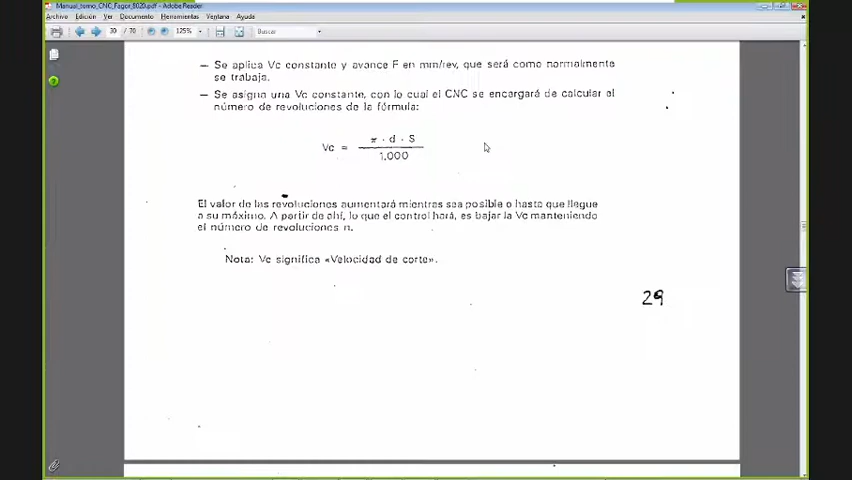 Manual_torno_CNC_Fagor_8020.pdf - Adobe Reader
Archivo Edición Ver Documento Herramientas Ventana Ayuda
30 / 70 125% Buscar
— Se aplica Vc constante y avance F en mm/rev, que será como normalmente
se trabaja.
— Se asigna una Vc constante, con lo cual el CNC se encargará de calcular el
número de revoluciones de la fórmula:
π · d · S
Vc =
1,000
El valor de las revoluciones aumentará mientras sea posible o hasta que llegue
a su máximo. A partir de ahí, lo que el control hará, es bajar la Vc manteniendo
el número de revoluciones n.
Nota: Vc significa «Velocidad de corte».
29